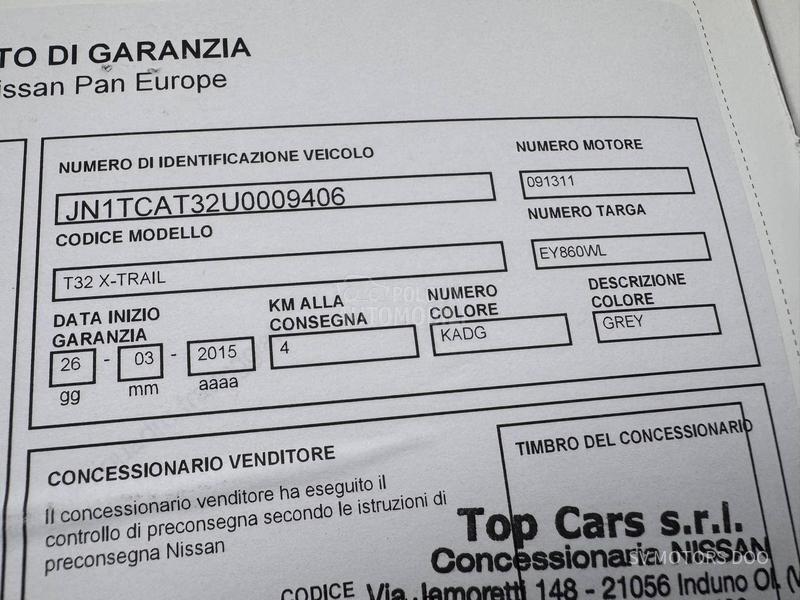 TO DI GARANZIA
issan Pan Europe
NUMERO DI IDENTIFICAZIONE VEICOLO
JN1TCAT32U0009406
NUMERO MOTORE
091311
CODICE MODELLO
T32 X-TRAIL
NUMERO TARGA
EY860WL
DATA INIZIO
GARANZIA
26 - 03 - 2015
gg mm aaaa
KM ALLA
CONSEGNA
4
NUMERO
COLORE
KADG
DESCRIZIONE
COLORE
GREY
CONCESSIONARIO VENDITORE
Il concessionario venditore ha eseguito il
controllo di preconsegna secondo le istruzioni di
preconsegna Nissan
TIMBRO DEL CONCESSIONARIO
Top Cars s.r.l.
Concessionaria NISSAN
SV MOTORS DOO
CODICE
Via Jamoretti 148 - 21056 Induno Ol. (V